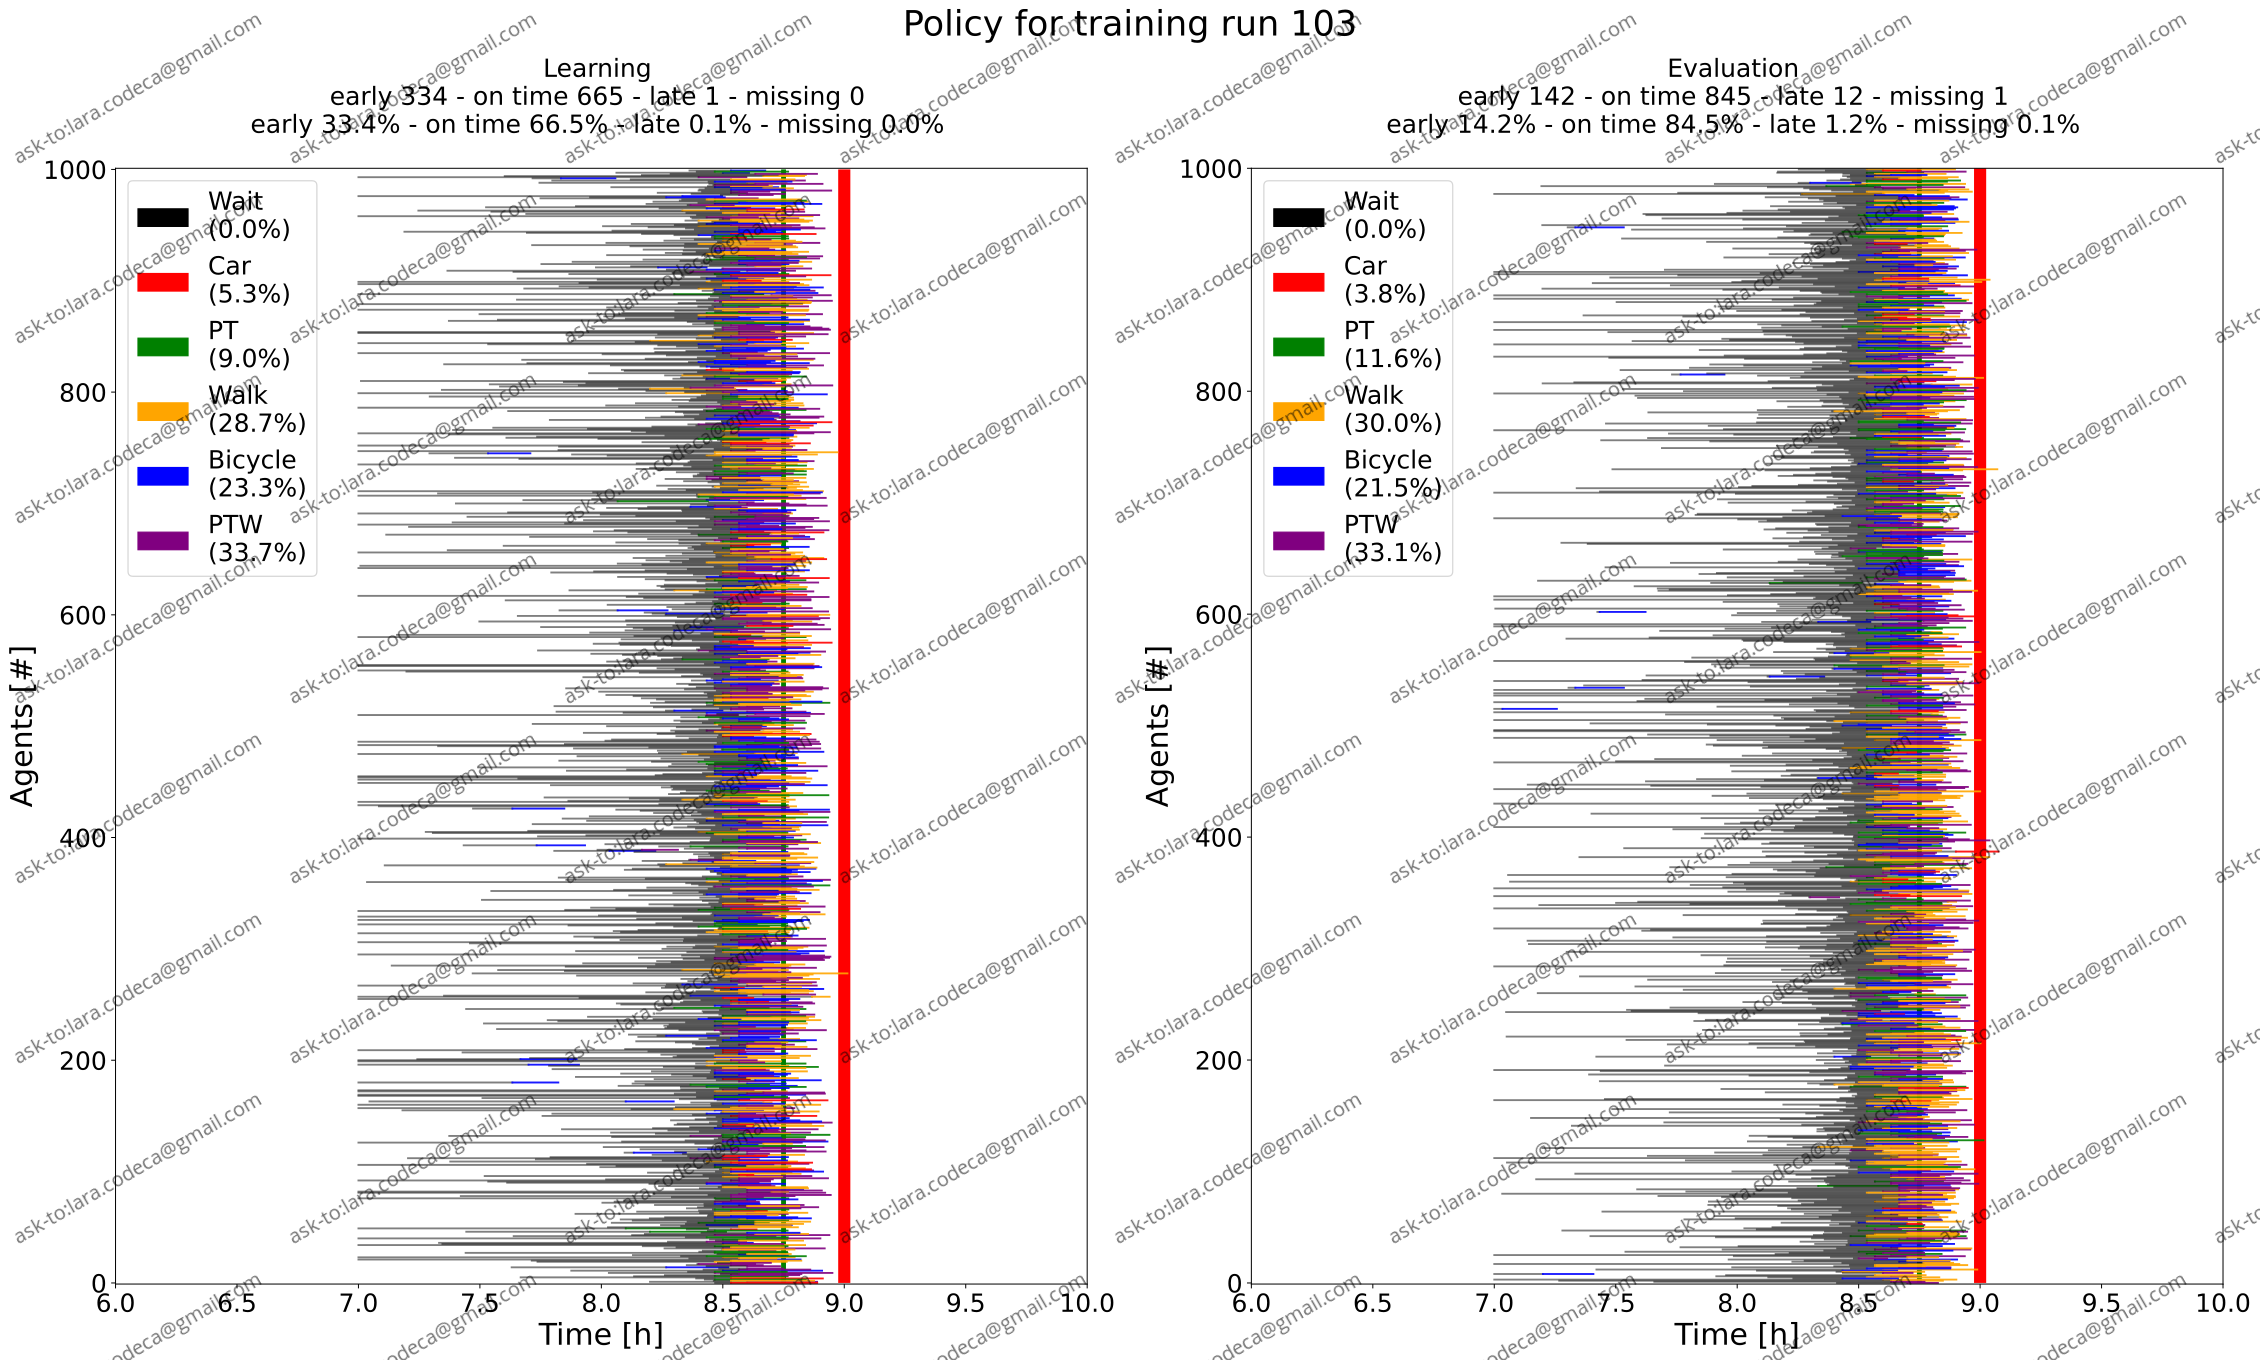 Policy for training run 103
Learning
early 334 - on time 665 - late 1 - missing 0
early 33.4% - on time 66.5% - late 0.1% - missing 0.0%
Evaluation
early 142 - on time 845 - late 12 - missing 1
early 14.2% - on time 84.5% - late 1.2% - missing 0.1%
Wait
(0.0%)
Car
(5.3%)
PT
(9.0%)
Walk
(28.7%)
Bicycle
(23.3%)
PTW
(33.7%)
Wait
(0.0%)
Car
(3.8%)
PT
(11.6%)
Walk
(30.0%)
Bicycle
(21.5%)
PTW
(33.1%)
Agents [#]
1000
800
600
400
200
0
6.0 6.5 7.0 7.5 8.0 8.5 9.0 9.5 10.0
Time [h]
Agents [#]
1000
800
600
400
200
0
6.0 6.5 7.0 7.5 8.0 8.5 9.0 9.5 10.0
Time [h]
ask-to:lara.codeca@gmail.com